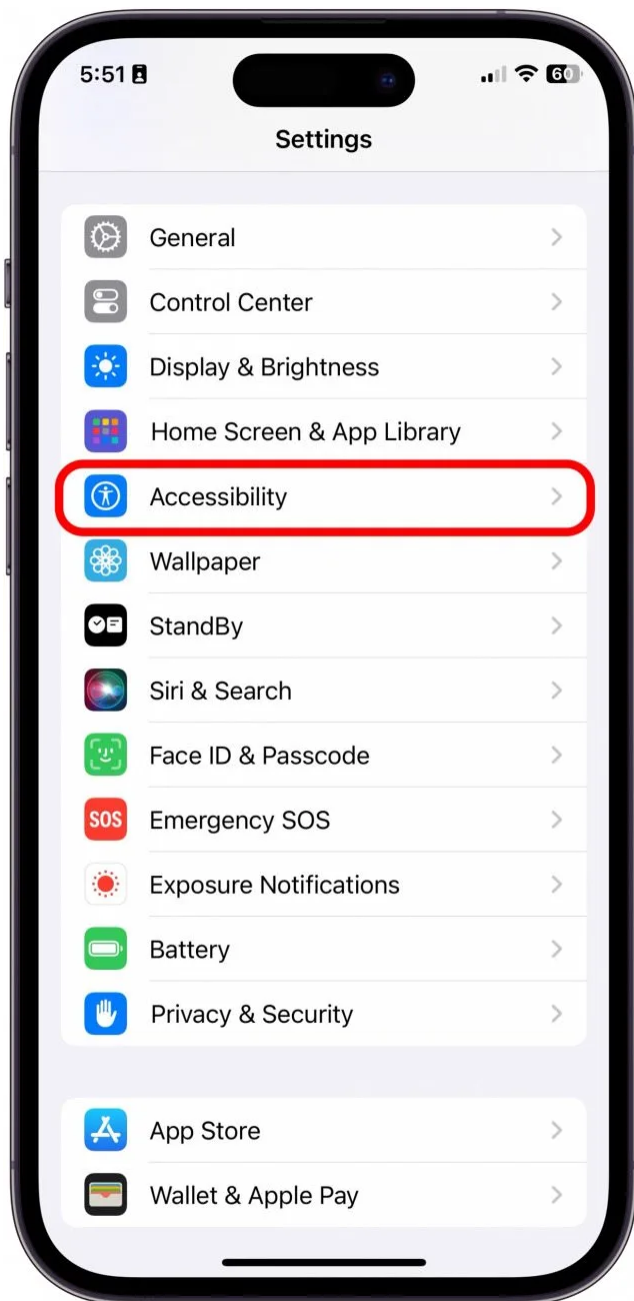 5:51 60
Settings
General
Control Center
Display & Brightness
Home Screen & App Library
Accessibility
Wallpaper
StandBy
Siri & Search
Face ID & Passcode
SOS Emergency SOS
Exposure Notifications
Battery
Privacy & Security
App Store
Wallet & Apple Pay